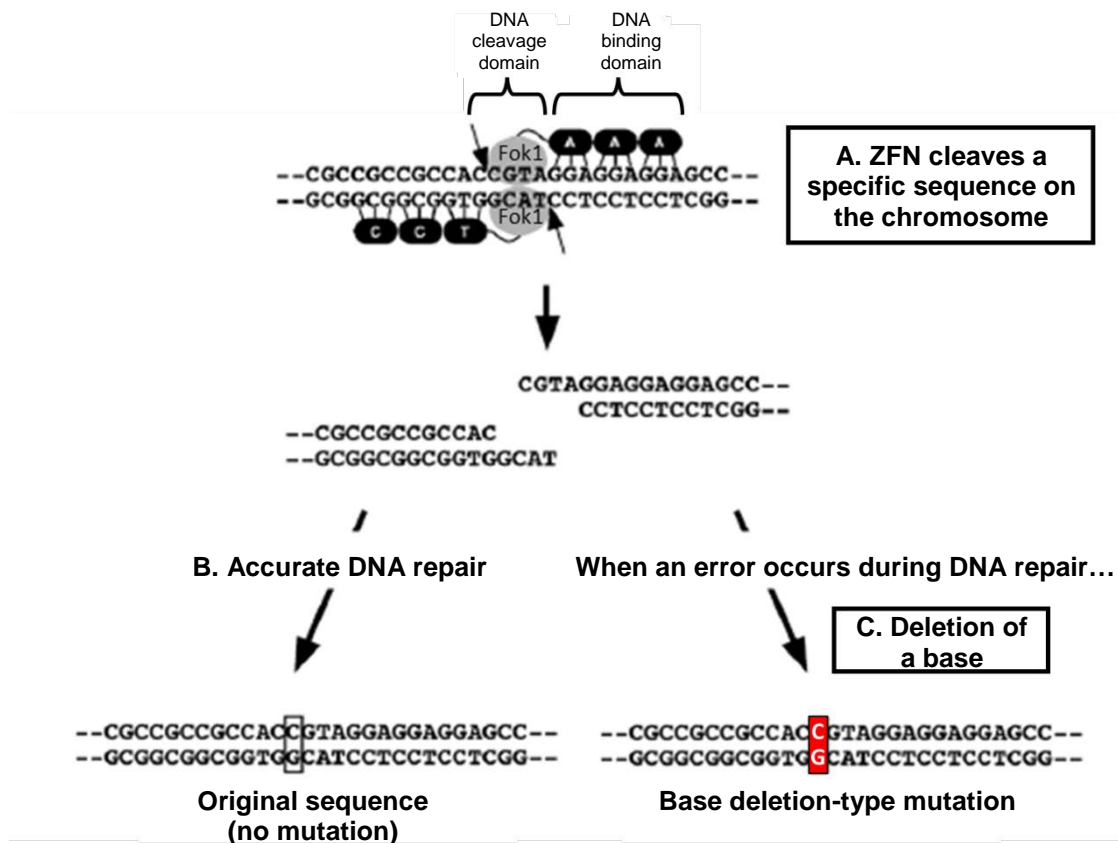 DNA
cleavage
domain
DNA
binding
domain
A. ZFN cleaves a
specific sequence on
the chromosome
Fok1
A A A
--CGCCGCCGCCACCGTAGGAGGAGGAGCC--
--GCGGCGGCGGTGGCATCCTCCTCCTCGG--
Fok1
C C T
CGTAGGAGGAGGAGCC--
CCTCCTCCTCGG--
--CGCCGCCGCCAC
--GCGGCGGCGGTGGCAT
B. Accurate DNA repair
When an error occurs during DNA repair…
C. Deletion of
a base
--CGCCGCCGCCACCGTAGGAGGAGGAGCC--
--GCGGCGGCGGTGGCATCCTCCTCCTCGG--
Original sequence
(no mutation)
--CGCCGCCGCCACCGTAGGAGGAGGAGCC--
--GCGGCGGCGGTGGCATCCTCCTCCTCGG--
Base deletion-type mutation